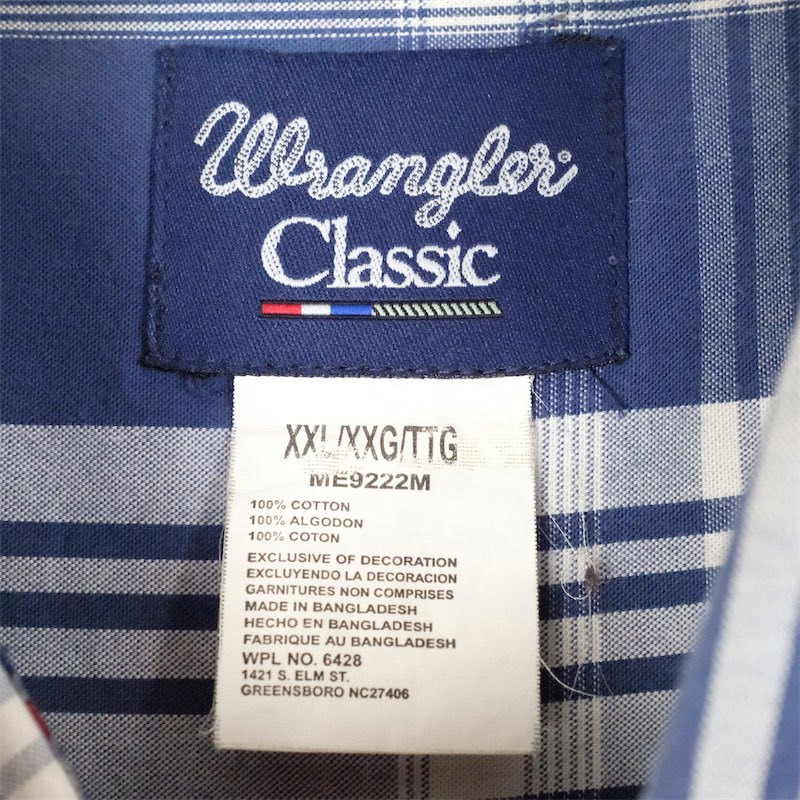 Wrangler
Classic
XXL/XXG/TTG
ME9222M
100% COTTON
100% ALGODON
100% COTON
EXCLUSIVE OF DECORATION
EXCLUYENDO LA DECORACION
GARNITURES NON COMPRISES
MADE IN BANGLADESH
HECHO EN BANGLADESH
FABRIQUE AU BANGLADESH
WPL NO. 6428
1421 S. ELM ST.
GREENSBORO NC27406